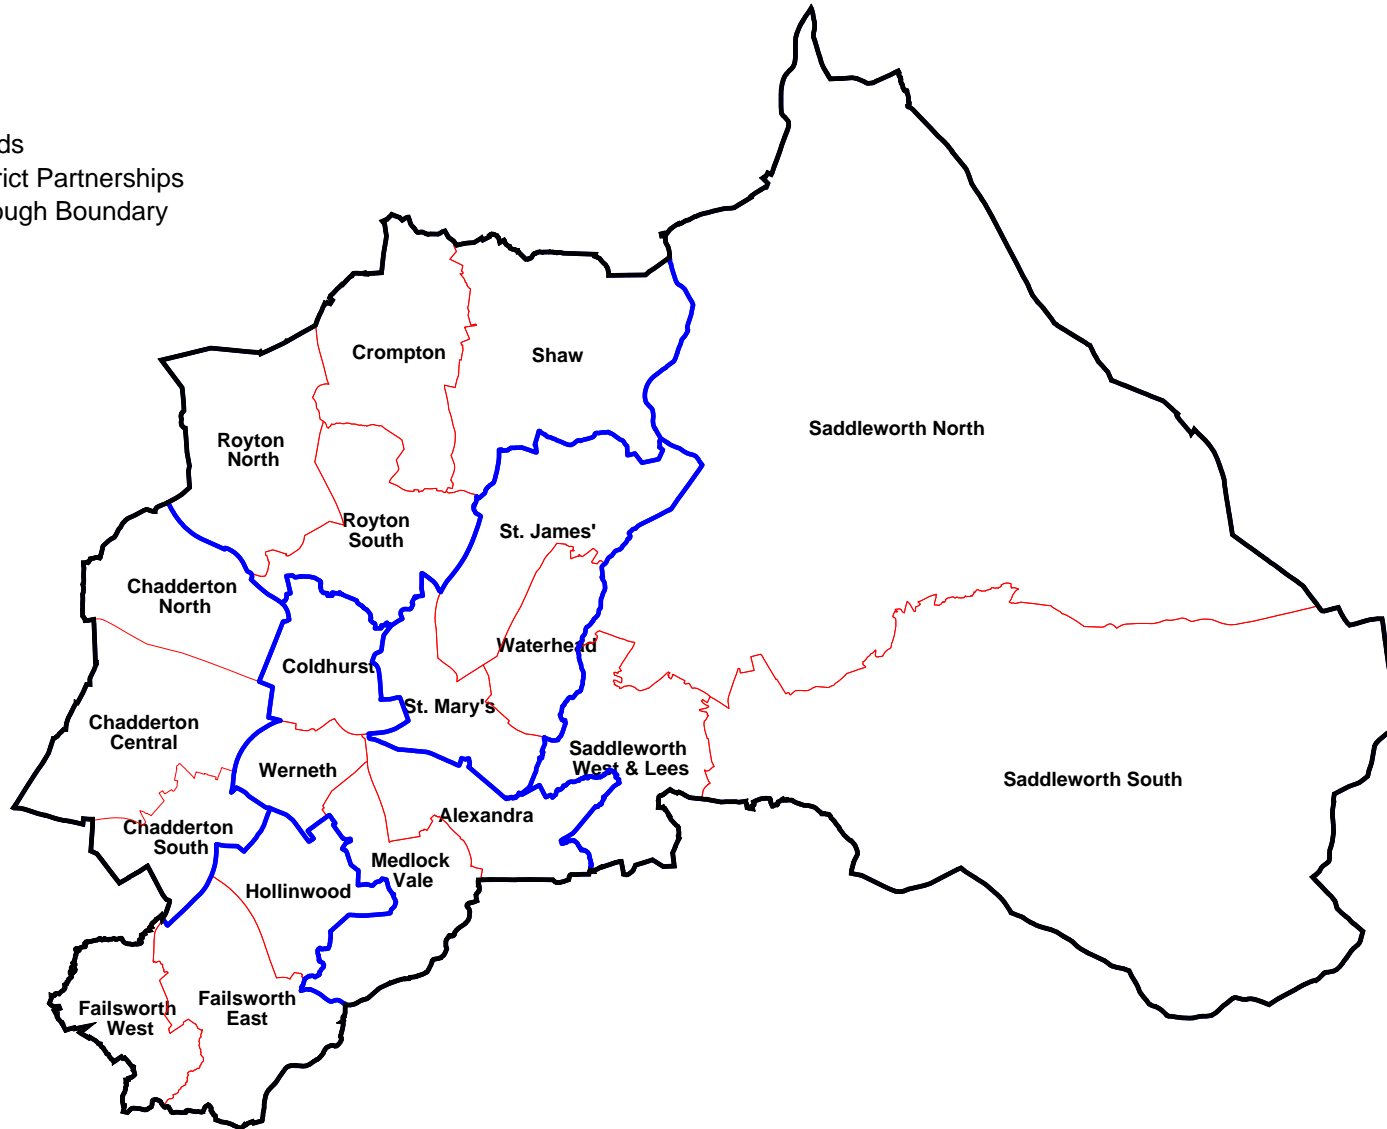 ds
rict Partnerships
ough Boundary
Crompton
Shaw
Saddleworth North
Royton
North
Royton
South
St. James'
Chadderton
North
Waterhead
Coldhurst
St. Mary's
Chadderton
Central
Saddleworth
West & Lees
Werneth
Saddleworth South
Alexandra
Chadderton
South
Medlock
Vale
Hollinwood
Failsworth
East
Failsworth
West